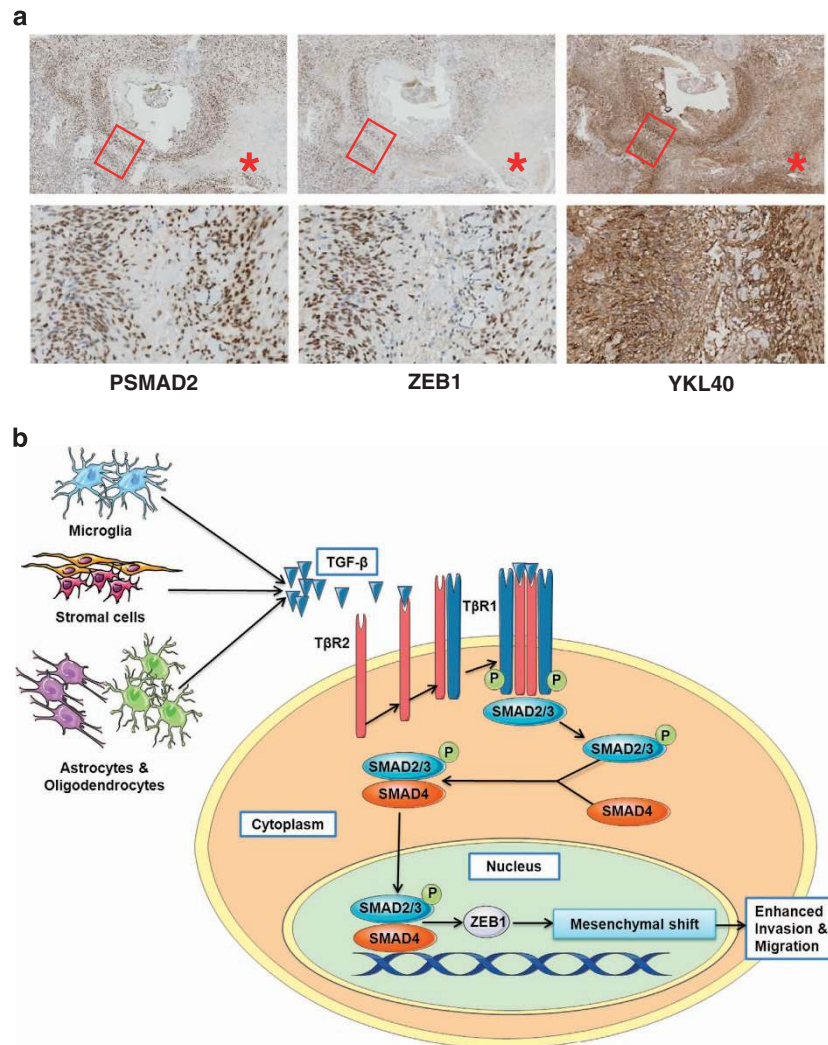 a
*
*
*
PSMAD2
ZEB1
YKL40
b
Microglia
Stromal cells
Astrocytes &
Oligodendrocytes
TGF-β
TβR2
TβR1
P
P
SMAD2/3
SMAD2/3
P
SMAD4
SMAD2/3
P
SMAD4
Cytoplasm
Nucleus
SMAD2/3
P
SMAD4
ZEB1
Mesenchymal shift
Enhanced
Invasion &
Migration